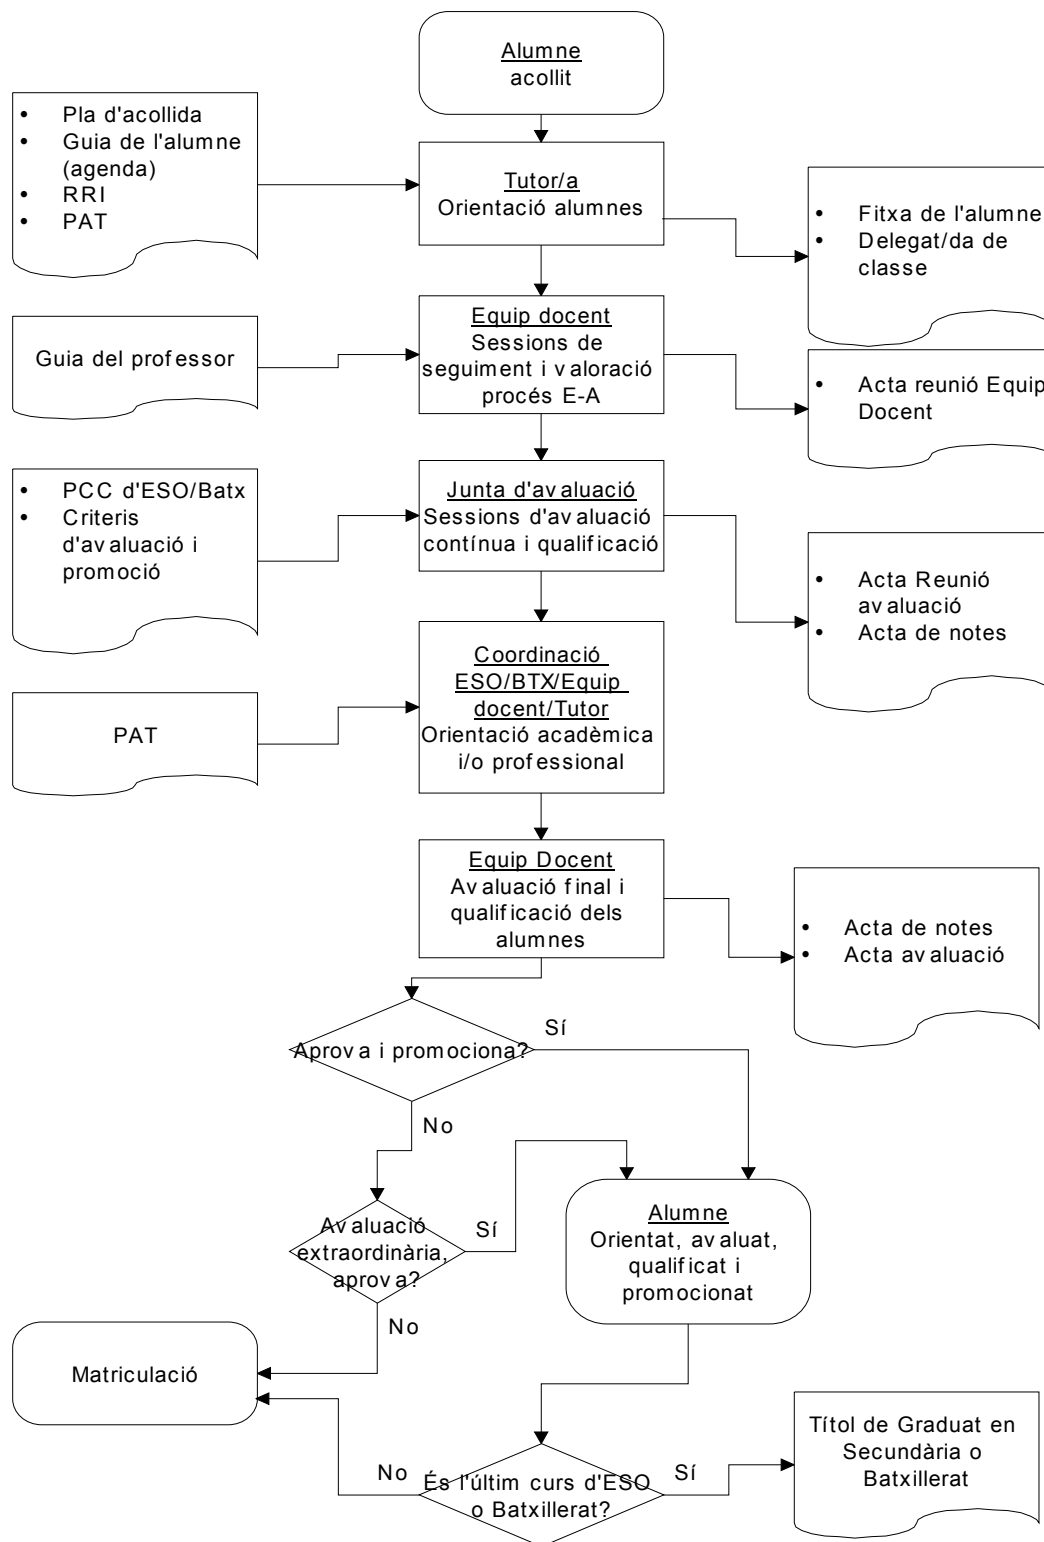 Alumne
acollit
• Pla d'acollida
• Guia de l'alumne
(agenda)
• RRI
• PAT
Tutor/a
Orientació alumnes
• Fitxa de l'alumne
• Delegat/da de
classe
Guia del professor
Equip docent
Sessions de
seguiment i valoració
procés E-A
• Acta reunió Equip
Docent
• PCC d'ESO/Batx
• Criteris
d'avaluació i
promoció
Junta d'avaluació
Sessions d'avaluació
contínua i qualificació
• Acta Reunió
avaluació
• Acta de notes
PAT
Coordinació
ESO/BTX/Equip
docent/Tutor
Orientació acadèmica
i/o professional
Equip Docent
Avaluació final i
qualificació dels
alumnes
• Acta de notes
• Acta avaluació
Aprova i promociona?
Sí
No
Avaluació
extraordinària,
aprova?
Sí
No
Alumne
Orientat, avaluat,
qualificat i
promocionat
Matriculació
És l'últim curs d'ESO
o Batxillerat?
No
Sí
Títol de Graduat en
Secundària o
Batxillerat